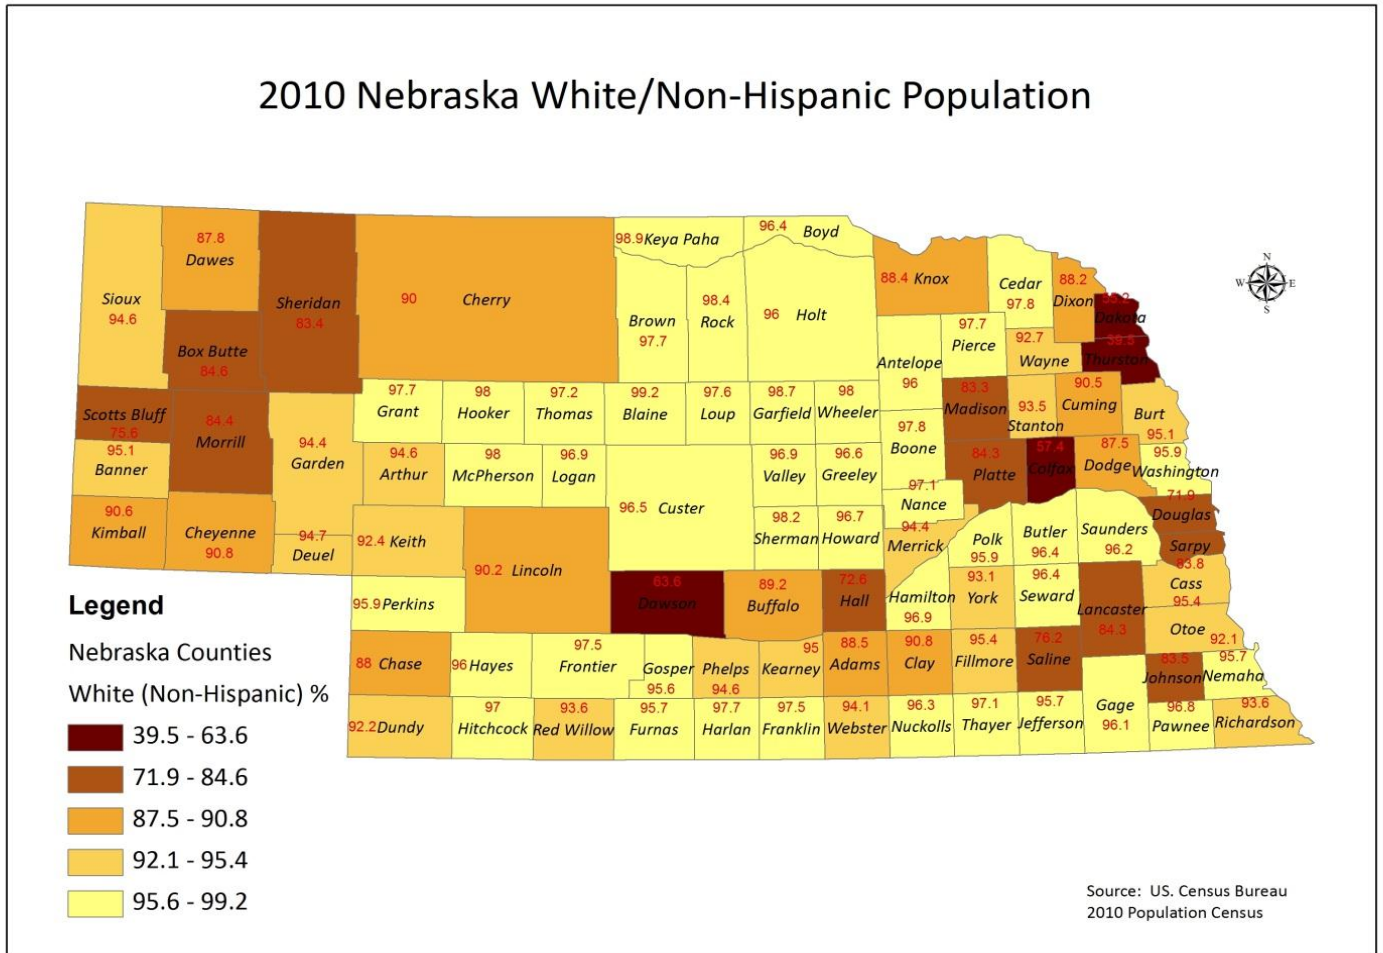 2010 Nebraska White/Non-Hispanic Population
N
W E
S
Sioux
94.6
87.8
Dawes
Sheridan
83.4
90 Cherry
98.9 Keya Paha
96.4 Boyd
Brown
97.7
98.4
Rock
96 Holt
88.4 Knox
Cedar
97.8
88.2
Dixon
55.2
Dakota
39.5
Thurston
Antelope
96
97.7
Pierce
92.7
Wayne
Box Butte
84.6
Scotts Bluff
75.6
84.4
Morrill
94.4
Garden
97.7
Grant
98
Hooker
97.2
Thomas
99.2
Blaine
97.6
Loup
98.7
Garfield
98
Wheeler
83.3
Madison
93.5
Stanton
90.5
Cuming
Burt
95.1
95.1
Banner
94.6
Arthur
98
McPherson
96.9
Logan
96.5 Custer
96.9
Valley
96.6
Greeley
97.8
Boone
84.3
Platte
57.4
Colfax
87.5
Dodge
95.9
Washington
97.1
Nance
90.6
Kimball
Cheyenne
90.8
94.7
Deuel
92.4 Keith
90.2 Lincoln
98.2
Sherman
96.7
Howard
94.4
Merrick
Polk
95.9
Butler
96.4
Saunders
96.2
71.9
Douglas
Sarpy
83.8
Cass
95.4
95.9 Perkins
63.6
Dawson
89.2
Buffalo
72.6
Hall
Hamilton
96.9
93.1
York
96.4
Seward
Lancaster
84.3
Otoe
92.1
88 Chase
96 Hayes
97.5
Frontier
Gosper
95.6
Phelps
94.6
95
Kearney
88.5
Adams
90.8
Clay
95.4
Fillmore
76.2
Saline
83.5
Johnson
95.7
Nemaha
92.2 Dundy
97
Hitchcock
93.6
Red Willow
95.7
Furnas
97.7
Harlan
97.5
Franklin
94.1
Webster
96.3
Nuckolls
97.1
Thayer
95.7
Jefferson
Gage
96.1
96.8
Pawnee
93.6
Richardson
Legend
Nebraska Counties
White (Non-Hispanic) %
39.5 - 63.6
71.9 - 84.6
87.5 - 90.8
92.1 - 95.4
95.6 - 99.2
Source: US. Census Bureau
2010 Population Census